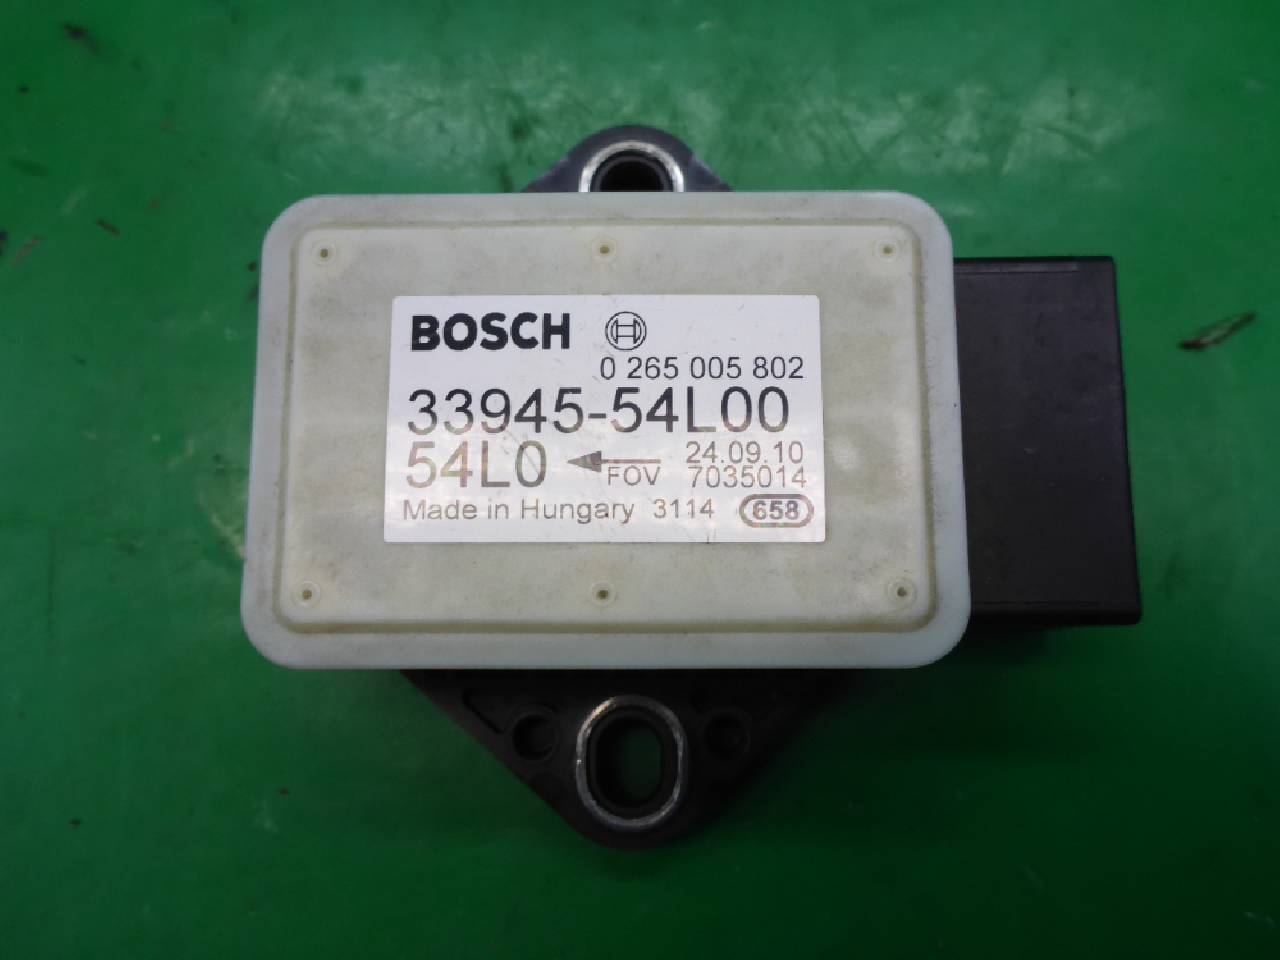 BOSCH
0 265 005 802
33945-54L00
54L0 FOV 24.09.10
7035014
Made in Hungary 3114 658